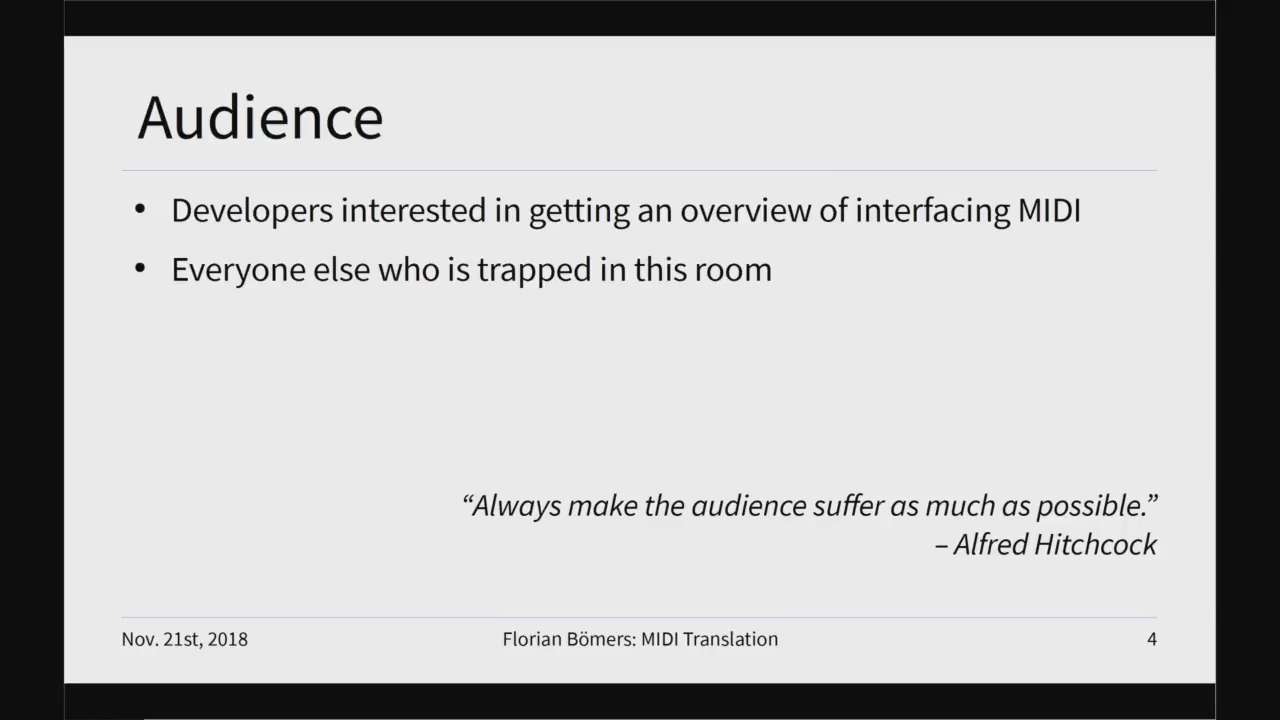 Audience
• Developers interested in getting an overview of interfacing MIDI
• Everyone else who is trapped in this room
“Always make the audience suffer as much as possible.”
– Alfred Hitchcock
Nov. 21st, 2018 Florian Bömers: MIDI Translation 4